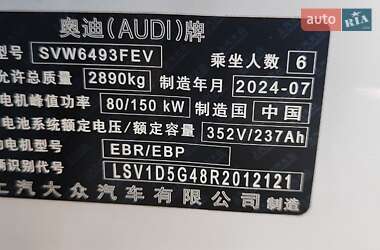 奥迪(AUDI)牌
型号 SVW6493FEV 乘坐人数 6
允许总质量 2890kg 制造年月 2024-07
电机峰值功率 80/150 kW 制造国 中国
电池系统额定电压/额定容量 352V/237Ah
动电机型号 EBR/EBP
辆识别代号 LSV1D5G48R2012121
上汽大众汽车有限公司 制造
auto RIA .com